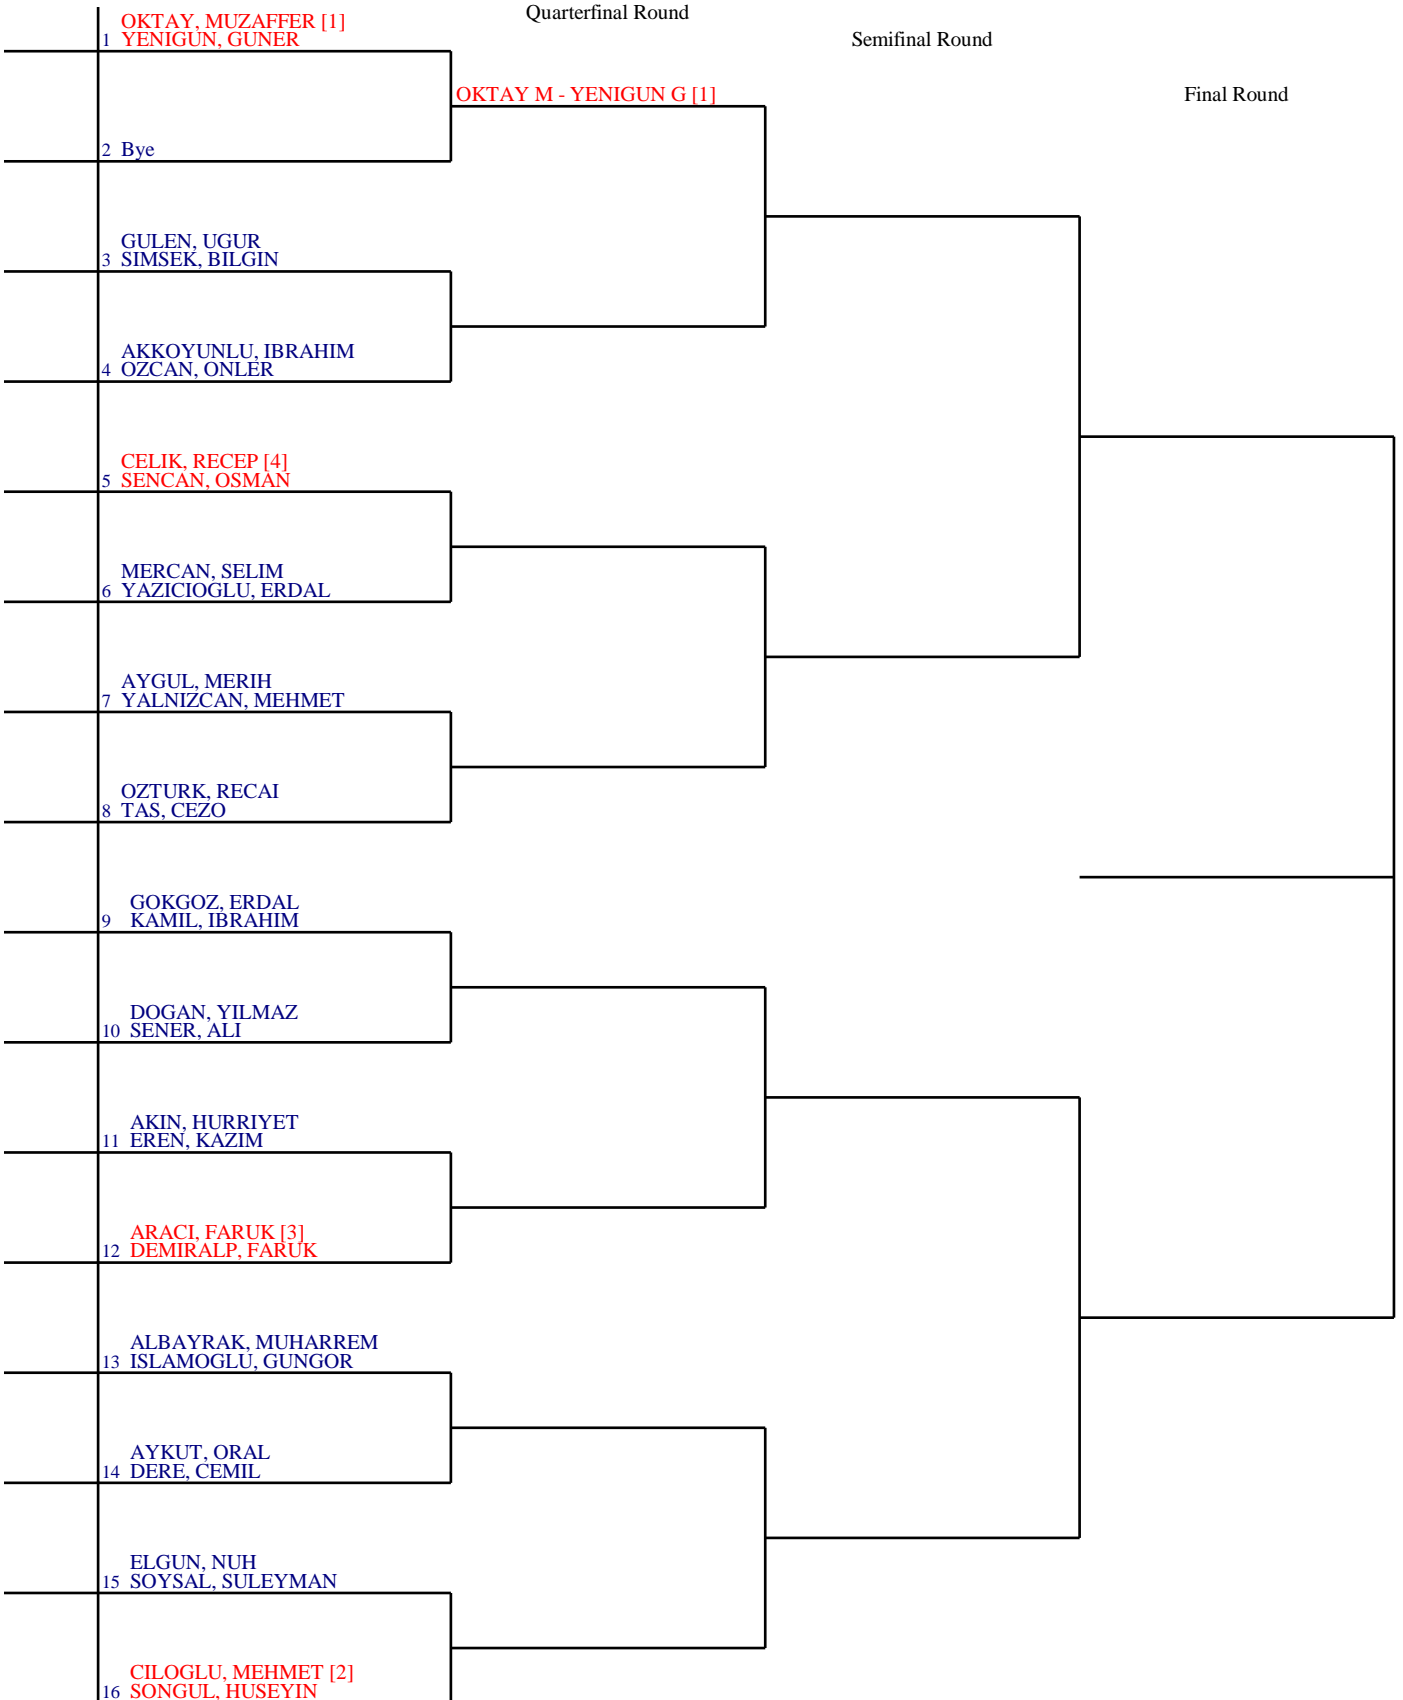 Quarterfinal Round
Semifinal Round
Final Round
OKTAY, MUZAFFER [1]
1 YENIGUN, GUNER
OKTAY M - YENIGUN G [1]
2 Bye
GULEN, UGUR
3 SIMSEK, BILGIN
AKKOYUNLU, IBRAHIM
4 OZCAN, ONLER
CELIK, RECEP [4]
5 SENCAN, OSMAN
MERCAN, SELIM
6 YAZICIOGLU, ERDAL
AYGUL, MERIH
7 YALNIZCAN, MEHMET
OZTURK, RECAI
8 TAS, CEZO
GOKGOZ, ERDAL
9 KAMIL, IBRAHIM
DOGAN, YILMAZ
10 SENER, ALI
AKIN, HURRIYET
11 EREN, KAZIM
ARACI, FARUK [3]
12 DEMIRALP, FARUK
ALBAYRAK, MUHARREM
13 ISLAMOGLU, GUNGOR
AYKUT, ORAL
14 DERE, CEMIL
ELGUN, NUH
15 SOYSAL, SULEYMAN
CILOGLU, MEHMET [2]
16 SONGUL, HUSEYIN